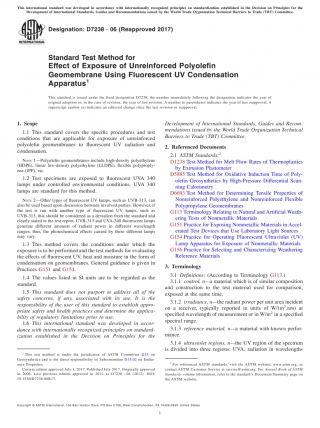 This international standard was developed in accordance with internationally recognized principles on standardization established in the Decision on Principles for the
Development of International Standards, Guides and Recommendations issued by the World Trade Organization Technical Barriers to Trade (TBT) Committee.
Designation: D7238 - 06 (Reapproved 2017)
Standard Test Method for
Effect of Exposure of Unreinforced Polyolefin
Geomembrane Using Fluorescent UV Condensation
Apparatus¹
This standard is issued under the fixed designation D7238; the number immediately following the designation indicates the year of
original adoption or, in the case of revision, the year of last revision. A number in parentheses indicates the year of last reapproval. A
superscript epsilon (ε) indicates an editorial change since the last revision or reapproval.
1. Scope
1.1 This test covers the specific procedures and test
conditions that are applicable for exposure of unreinforced
polyolefin geomembranes to fluorescent UV radiation and
condensation.
NOTE 1—Polyolefin geomembranes include high-density polyethylene
(HDPE), linear low-density polyethylene (LLDPE), flexible polypropyl-
ene (fPP), etc.
1.2 Test specimens are exposed to fluorescent UVA 340
lamps under controlled environmental conditions. UVA 340
lamps are standard for this method.
NOTE 2—Other type of fluorescent UV lamps, such as UVB-313, can
also be used based upon discussion between involved parties. However, if
the test is run with another type of fluorescent UV lamps, such as
UVB-313, this should be considered as a deviation from the standard and
clearly stated in the test report. UVB-313 and UVA-340 fluorescent lamps
generate different amounts of radiant power in different wavelength
ranges; thus, the photochemical effects caused by these different lamps
may vary.
1.3 This method covers the conditions under which the
exposure is to be performed and the test methods for evaluating
the effects of fluorescent UV, heat and moisture in the form of
condensation on geomembranes. General guidance is given in
Practices G151 and G154.
1.4 The values listed in SI units are to be regarded as the
standard.
1.5 This standard does not purport to address all of the
safety concerns, if any, associated with its use. It is the
responsibility of the user of this standard to establish appro-
priate safety and health practices and determine the applica-
bility of regulatory limitations prior to use.
1.6 This international standard was developed in accor-
dance with internationally recognized principles on standard-
ization established in the Decision on Principles for the
Development of International Standards, Guides and Recom-
mendations issued by the World Trade Organization Technical
Barriers to Trade (TBT) Committee.
2. Referenced Documents
2.1 ASTM Standards:²
D1238 Test Method for Melt Flow Rates of Thermoplastics
by Extrusion Plastometer
D5885 Test Method for Oxidative Induction Time of Poly-
olefin Geosynthetics by High-Pressure Differential Scan-
ning Calorimetry
D6693 Test Method for Determining Tensile Properties of
Nonreinforced Polyethylene and Nonreinforced Flexible
Polypropylene Geomembranes
G113 Terminology Relating to Natural and Artificial Weath-
ering Tests of Nonmetallic Materials
G151 Practice for Exposing Nonmetallic Materials in Accel-
erated Test Devices that Use Laboratory Light Sources
G154 Practice for Operating Fluorescent Ultraviolet (UV)
Lamp Apparatus for Exposure of Nonmetallic Materials
G156 Practice for Selecting and Characterizing Weathering
Reference Materials
3. Terminology
3.1 Definitions: (According to Terminology G113.)
3.1.1 control, n—a material which is of similar composition
and construction to the test material used for comparison,
exposed at the same time.
3.1.2 irradiance, n—the radiant power per unit area incident
on a receiver, typically reported in units of W/(m²·nm) at
specified wavelength of measurement or W/m² in a specified
spectral range.
3.1.3 reference material, n—a material with known perfor-
mance.
3.1.4 ultraviolet regions, n—the UV region of the spectrum
is divided into three regions: UVA, radiation in wavelengths
¹ This test method is under the jurisdiction of ASTM Committee D35 on
Geosynthetics and is the direct responsibility of Subcommittee D35.02 on Endur-
ance Properties.
Current edition approved July 1, 2017. Published July 2017. Originally approved
in 2006. Last previous edition approved in 2012 as D7238–06 (2012). DOI:
10.1520/D7238-06R17.
² For referenced ASTM standards, visit the ASTM website, www.astm.org, or
contact ASTM Customer Service at service@astm.org. For Annual Book of ASTM
Standards volume information, refer to the standard's Document Summary page on
the ASTM website.
Copyright © ASTM International, 100 Barr Harbor Drive, PO Box C700, West Conshohocken, PA 19428-2959. United States
1